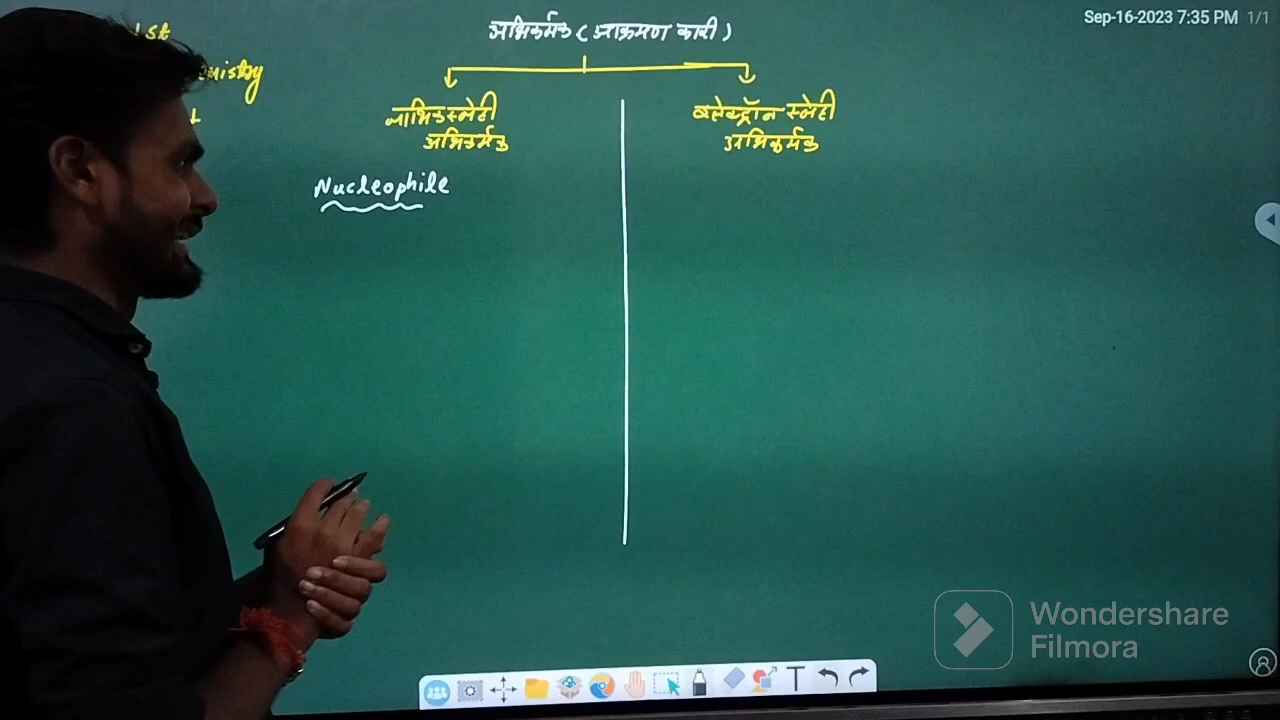 Sep-16-2023 7:35 PM 1/1
अभिकर्मक (आक्रमण कारी)
नाभिकस्नेही
अभिकर्मक
इलेक्ट्रॉन स्नेही
अभिकर्मक
Nucleophile
Wondershare
Filmora